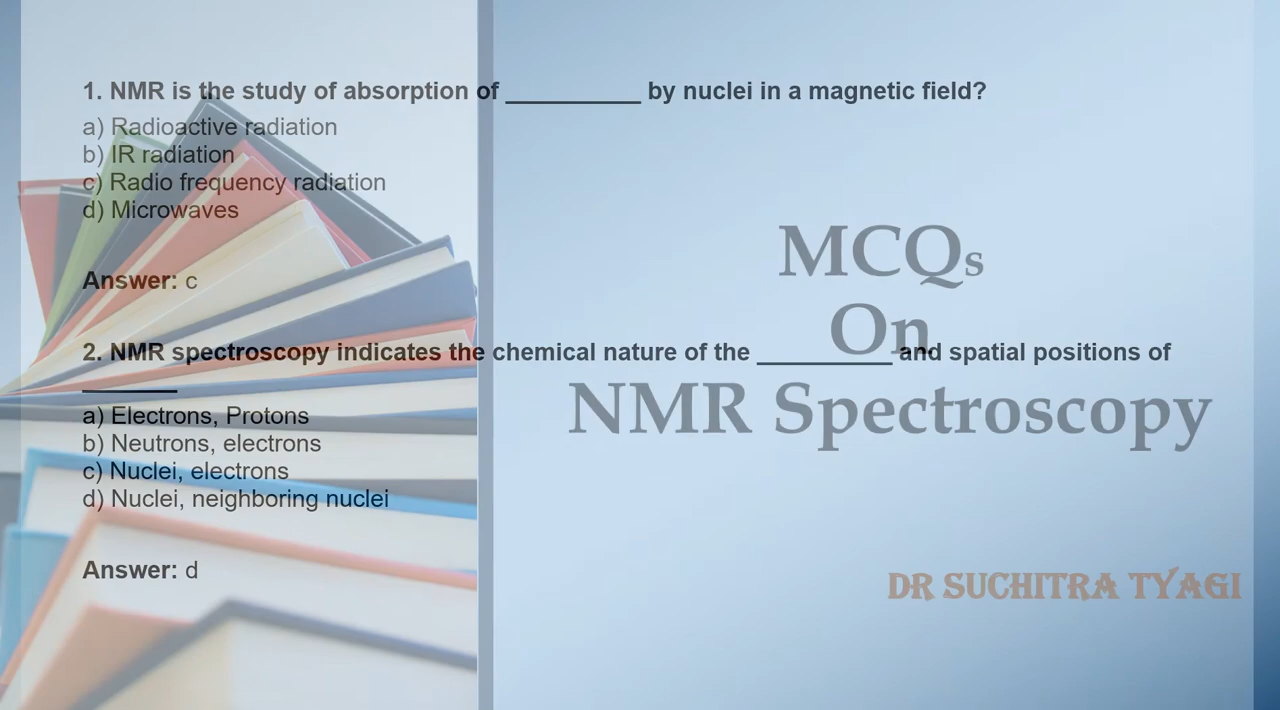 1. NMR is the study of absorption of __________ by nuclei in a magnetic field?
a) Radioactive radiation
b) IR radiation
c) Radio frequency radiation
d) Microwaves
Answer: c
2. NMR spectroscopy indicates the chemical nature of the __________ and spatial positions of
_______
a) Electrons, Protons
b) Neutrons, electrons
c) Nuclei, electrons
d) Nuclei, neighboring nuclei
Answer: d
MCQs
On
NMR Spectroscopy
DR SUCHITRA TYAGI